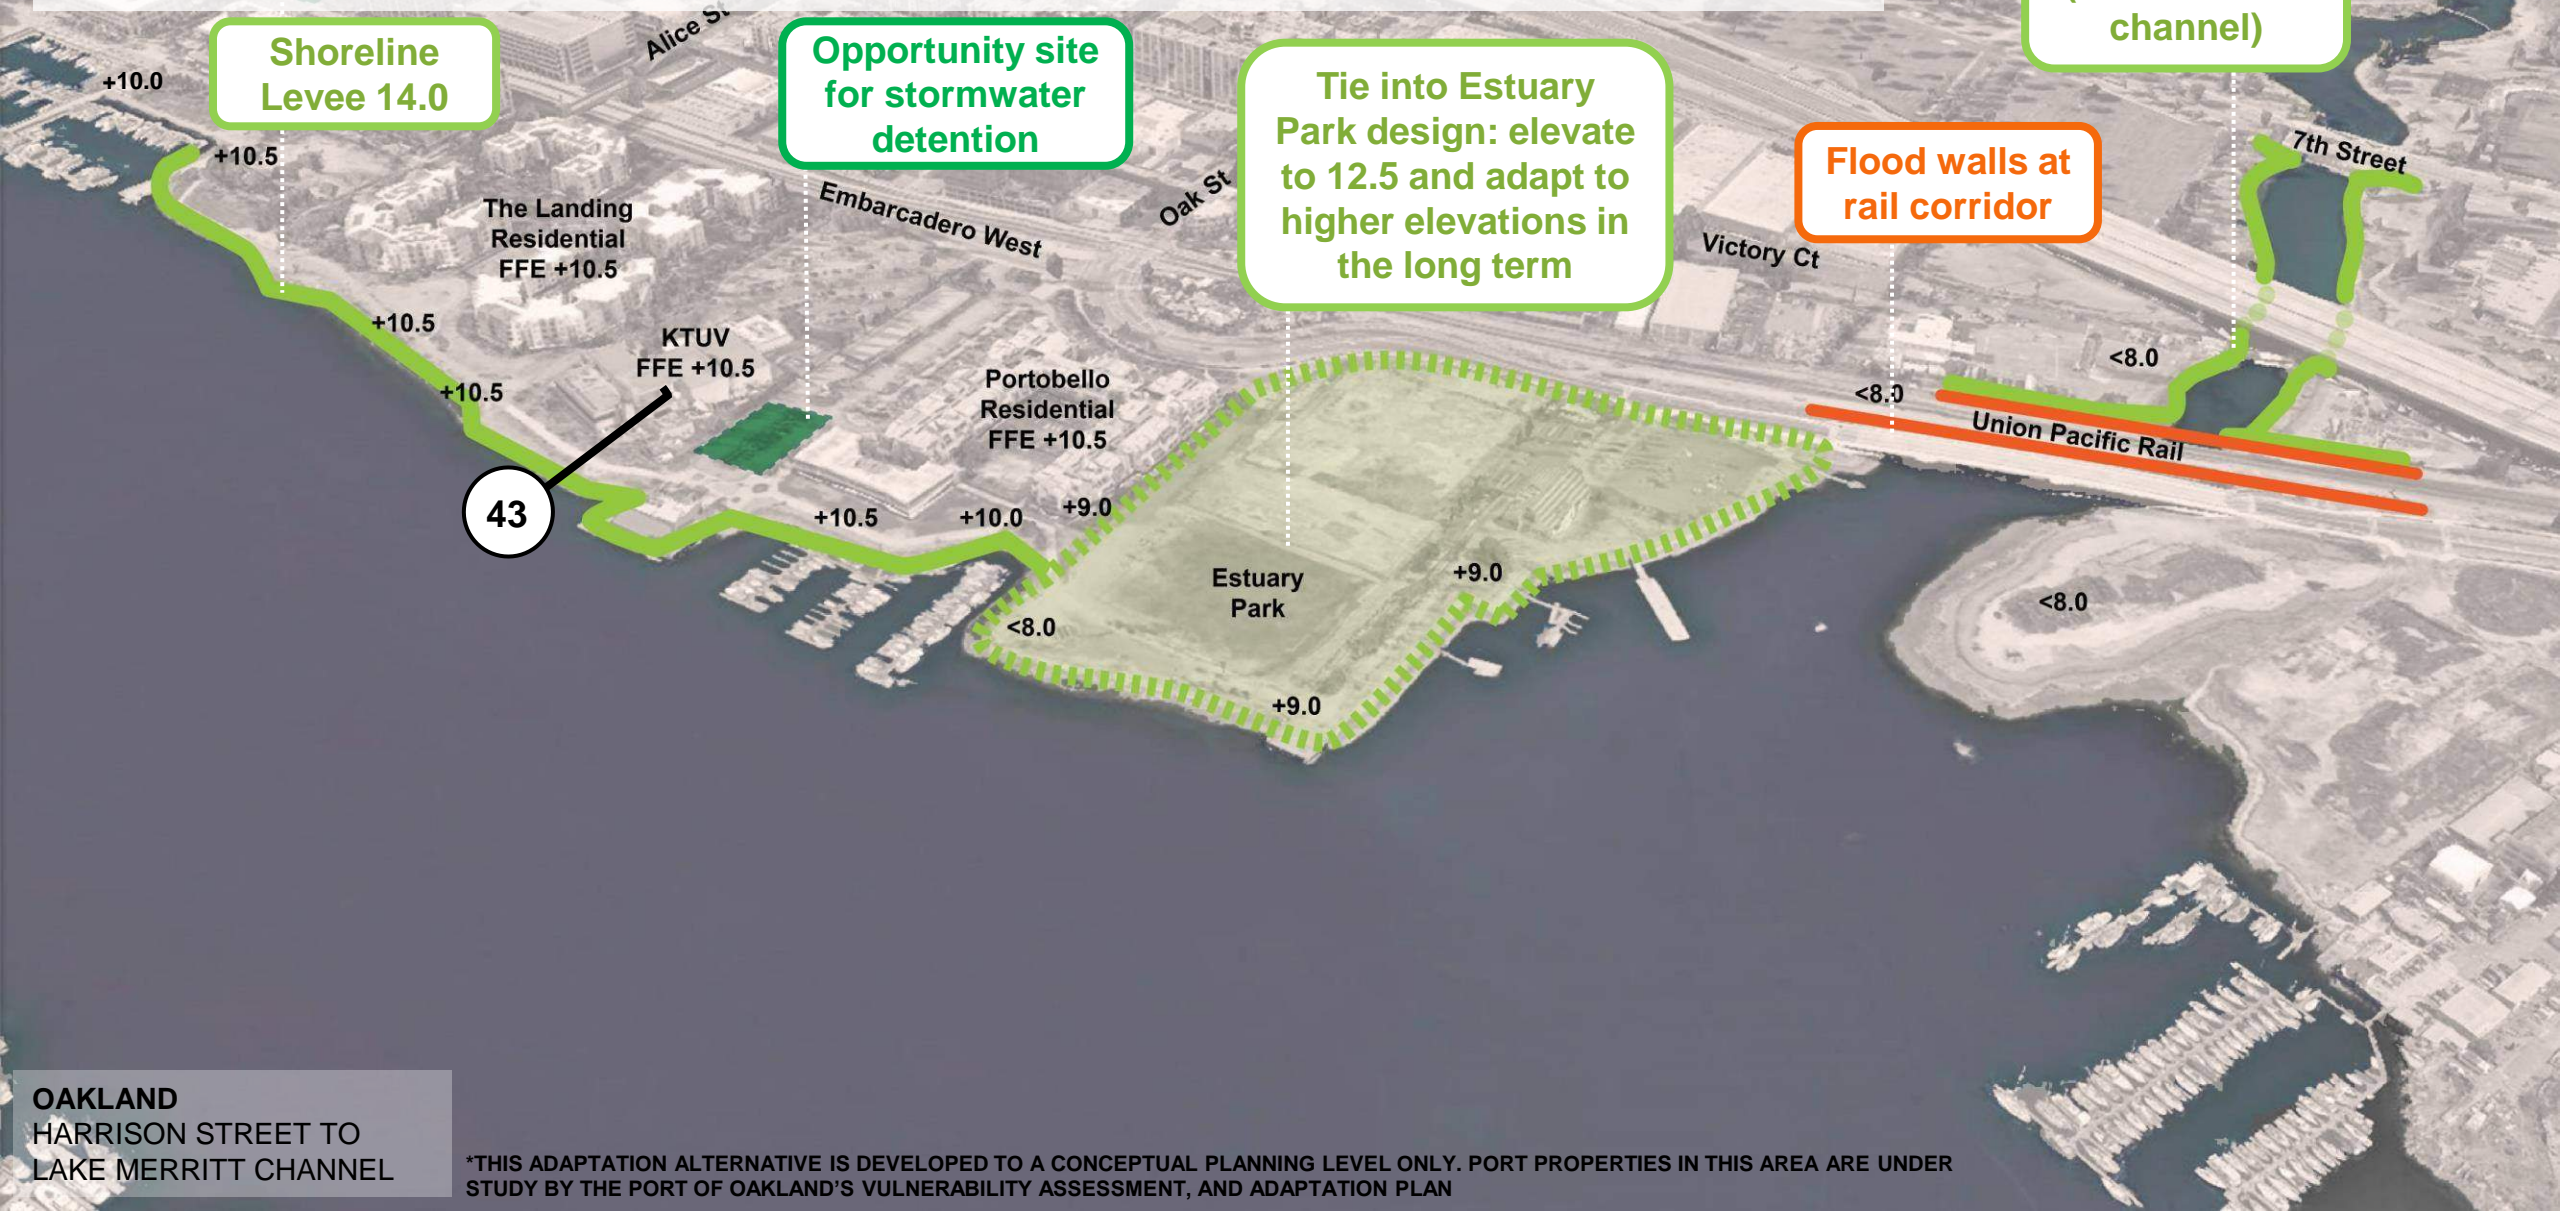 channel)
Alice St
Shoreline
Levee 14.0
Opportunity site
for stormwater
detention
Tie into Estuary
Park design: elevate
to 12.5 and adapt to
higher elevations in
the long term
Flood walls at
rail corridor
+10.0
+10.5
7th Street
The Landing
Residential
FFE +10.5
Embarcadero West
Oak St
Victory Ct
+10.5
KTUV
FFE +10.5
+10.5
Portobello
Residential
FFE +10.5
<8.0
<8.0
Union Pacific Rail
43
+10.5
+10.0
+9.0
Estuary
Park
+9.0
<8.0
<8.0
+9.0
OAKLAND
HARRISON STREET TO
LAKE MERRITT CHANNEL
*THIS ADAPTATION ALTERNATIVE IS DEVELOPED TO A CONCEPTUAL PLANNING LEVEL ONLY. PORT PROPERTIES IN THIS AREA ARE UNDER
STUDY BY THE PORT OF OAKLAND'S VULNERABILITY ASSESSMENT, AND ADAPTATION PLAN